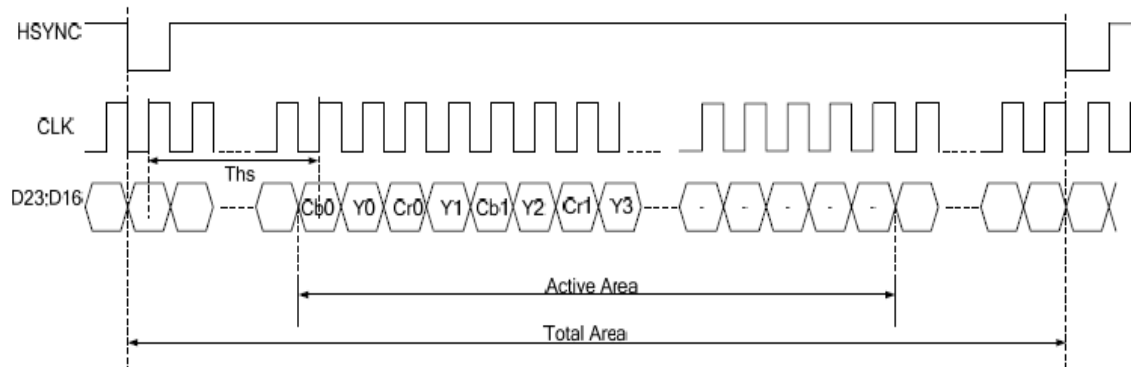 HSYNC
CLK
Ths
D23:D16
Cb0 Y0 Cr0 Y1 Cb1 Y2 Cr1 Y3 - - - - -
Active Area
Total Area